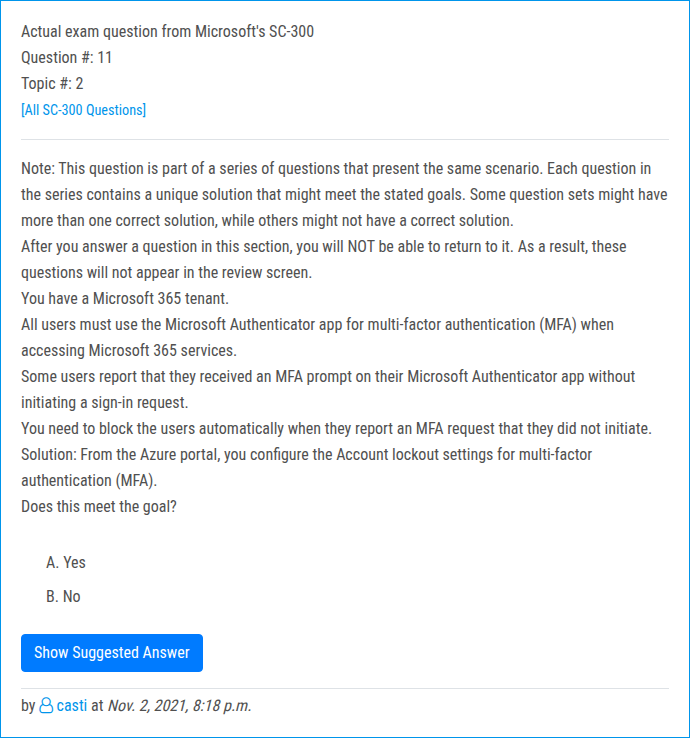 Actual exam question from Microsoft's SC-300
Question #: 11
Topic #: 2
[All SC-300 Questions]
Note: This question is part of a series of questions that present the same scenario. Each question in
the series contains a unique solution that might meet the stated goals. Some question sets might have
more than one correct solution, while others might not have a correct solution.
After you answer a question in this section, you will NOT be able to return to it. As a result, these
questions will not appear in the review screen.
You have a Microsoft 365 tenant.
All users must use the Microsoft Authenticator app for multi-factor authentication (MFA) when
accessing Microsoft 365 services.
Some users report that they received an MFA prompt on their Microsoft Authenticator app without
initiating a sign-in request.
You need to block the users automatically when they report an MFA request that they did not initiate.
Solution: From the Azure portal, you configure the Account lockout settings for multi-factor
authentication (MFA).
Does this meet the goal?
A. Yes
B. No
Show Suggested Answer
by casti at Nov. 2, 2021, 8:18 p.m.